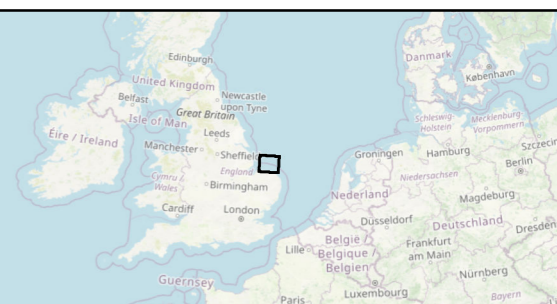 Edinburgh
Danmark
København
United Kingdom
Newcastle
upon Tyne
Belfast
Great Britain
Isle of Man
Schleswig
Holstein
Mecklenburg
Vorpommern
Éire / Ireland
Leeds
Manchester
Sheffield
Groningen
Hamburg
Szczecin
Berlin
England
Cymru /
Wales
Birmingham
Niedersachsen
Nederland
Magdeburg
Cardiff
London
Düsseldorf
Deutschland
Dresden
Lille
België /
Belgique /
Belgien
Frankfurt
am Main
Guernsey
Luxembourg
Nürnberg
Paris
Bayern